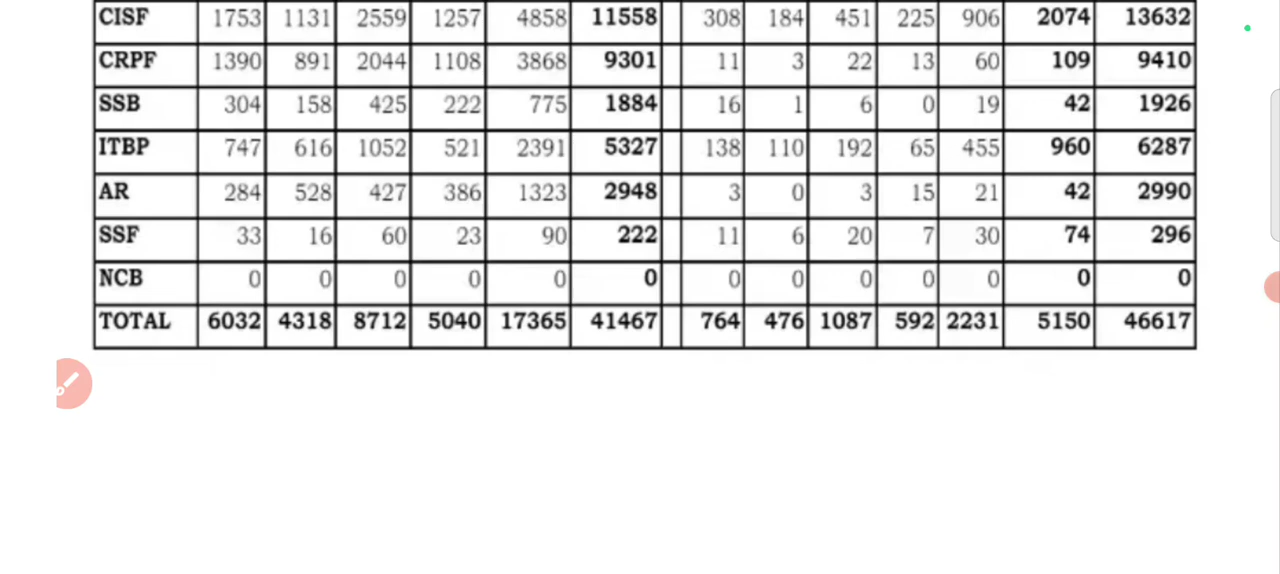 CISF 1753 1131 2559 1257 4858 11558 308 184 451 225 906 2074 13632
CRPF 1390 891 2044 1108 3868 9301 11 3 22 13 60 109 9410
SSB 304 158 425 222 775 1884 16 1 6 0 19 42 1926
ITBP 747 616 1052 521 2391 5327 138 110 192 65 455 960 6287
AR 284 528 427 386 1323 2948 3 0 3 15 21 42 2990
SSF 33 16 60 23 90 222 11 6 20 7 30 74 296
NCB 0 0 0 0 0 0 0 0 0 0 0 0 0
TOTAL 6032 4318 8712 5040 17365 41467 764 476 1087 592 2231 5150 46617